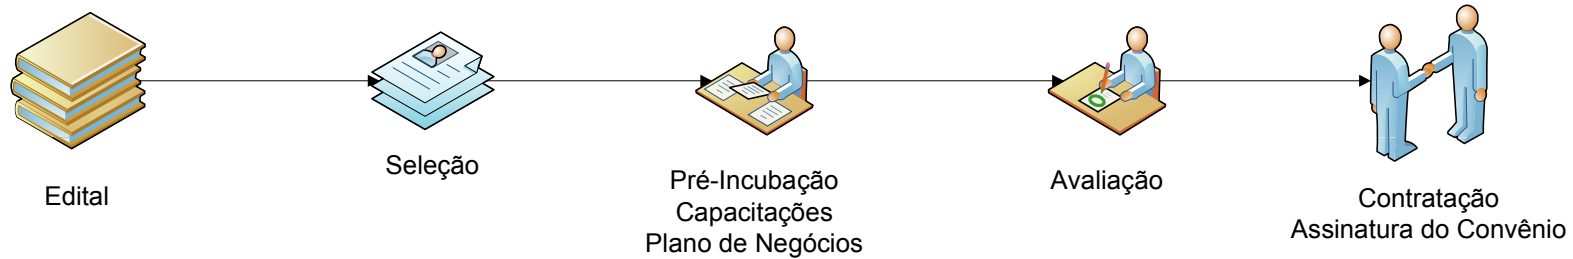 Edital
Seleção
Pré-Incubação
Capacitações
Plano de Negócios
Avaliação
Contratação
Assinatura do Convênio